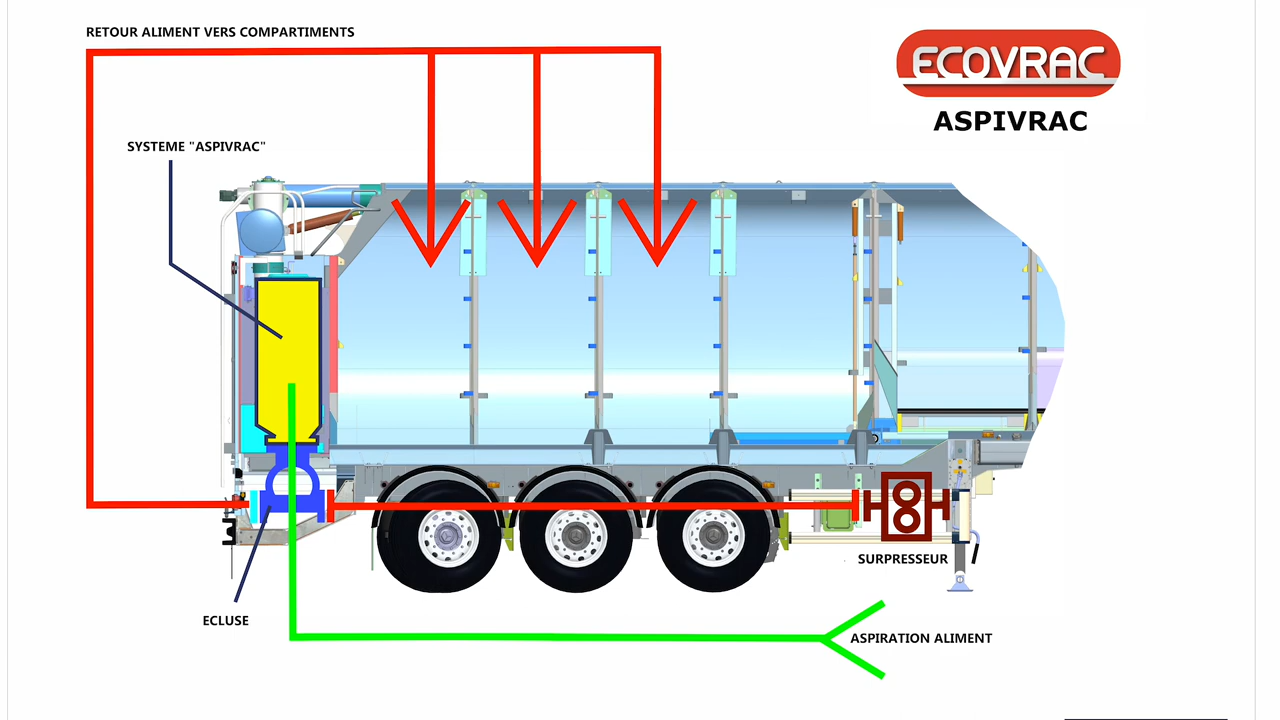 RETOUR ALIMENT VERS COMPARTIMENTS
ECOVRAC
ASPIVRAC
SYSTEME "ASPIVRAC"
SURPRESSEUR
ECLUSE
ASPIRATION ALIMENT